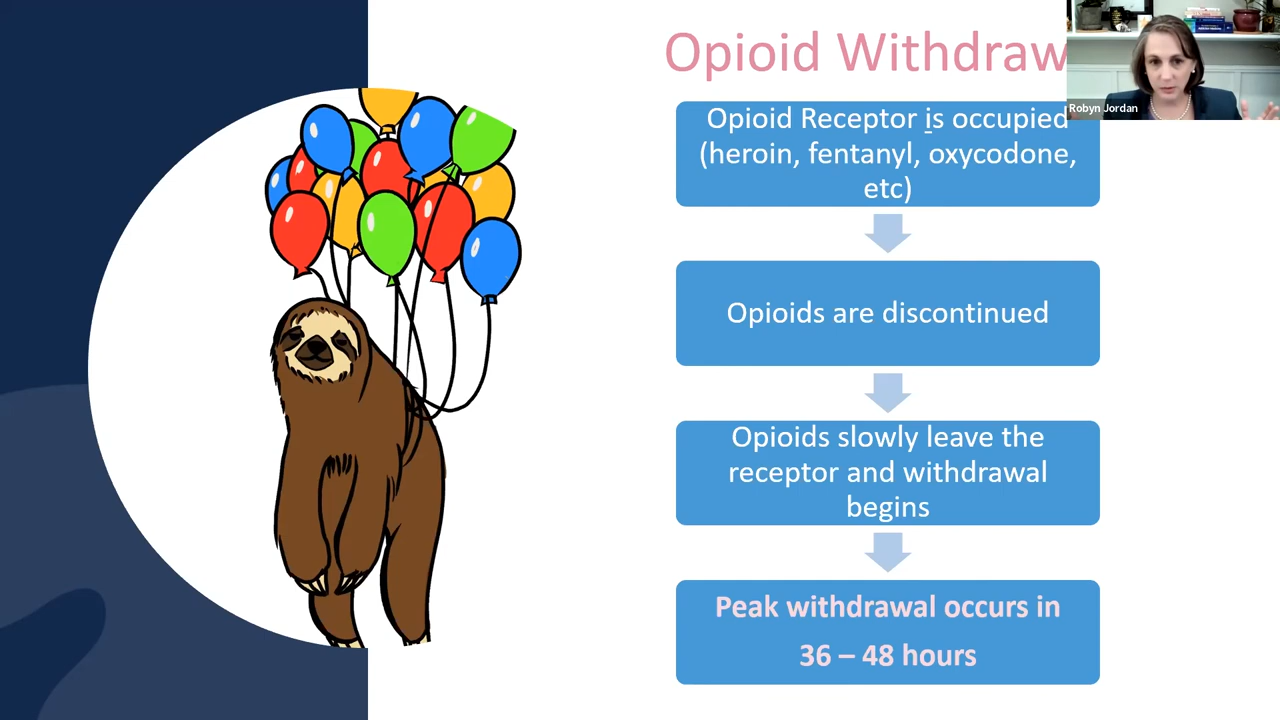 Opioid Withdraw
Robyn Jordan
Opioid Receptor is occupied
(heroin, fentanyl, oxycodone,
etc)
Opioids are discontinued
Opioids slowly leave the
receptor and withdrawal
begins
Peak withdrawal occurs in
36 – 48 hours